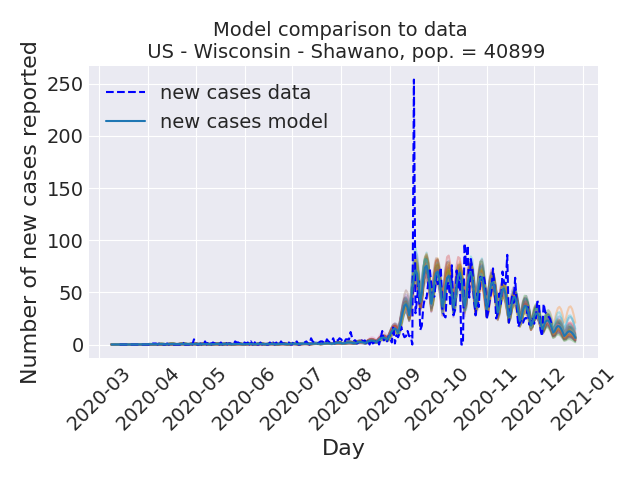 Model comparison to data
US - Wisconsin - Shawano, pop. = 40899
Number of new cases reported
250
200
150
100
50
0
new cases data
new cases model
2020-03
2020-04
2020-05
2020-06
2020-07
2020-08
2020-09
2020-10
2020-11
2020-12
2021-01
Day